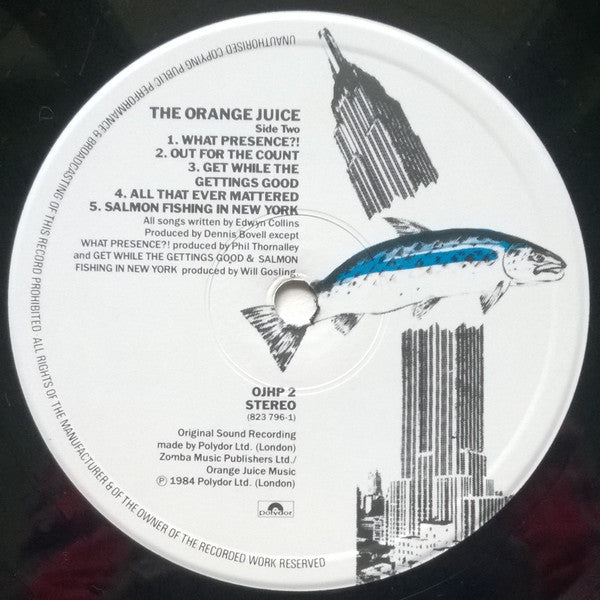 THE ORANGE JUICE
Side Two
1. WHAT PRESENCE?!
2. OUT FOR THE COUNT
3. GET WHILE THE
GETTINGS GOOD
4. ALL THAT EVER MATTERED
5. SALMON FISHING IN NEW YORK
All songs written by Edwyn Collins
Produced by Dennis Bovell except
WHAT PRESENCE?! produced by Phil Thornalley
and GET WHILE THE GETTINGS GOOD & SALMON
FISHING IN NEW YORK produced by Will Gosling.
OJHP 2
STEREO
(823 796-1)
Original Sound Recording
made by Polydor Ltd. (London)
Zomba Music Publishers Ltd./
Orange Juice Music
℗ 1984 Polydor Ltd. (London)
polydor
UNAUTHORISED COPYING PUBLIC PERFORMANCE & BROADCASTING OF THIS RECORD PROHIBITED. ALL RIGHTS OF THE MANUFACTURER & OF THE OWNER OF THE RECORDED WORK RESERVED